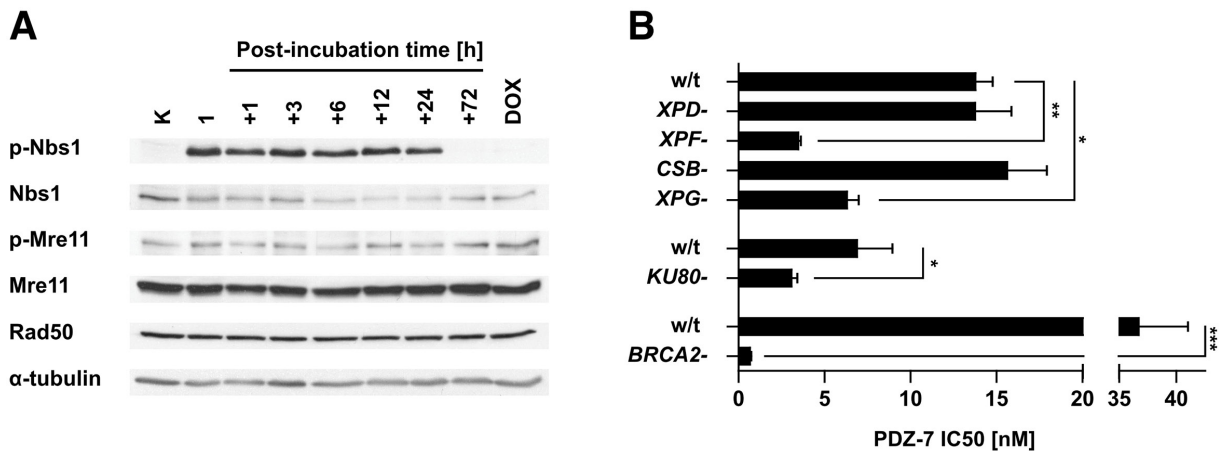 A
Post-incubation time [h]
K 1 +1 +3 +6 +12 +24 +72 DOX
p-Nbs1
Nbs1
p-Mre11
Mre11
Rad50
α-tubulin
B
w/t
XPD-
XPF-
CSB-
XPG-
**
*
w/t
KU80-
*
w/t
BRCA2-
***
0 5 10 15 20 35 40
PDZ-7 IC50 [nM]